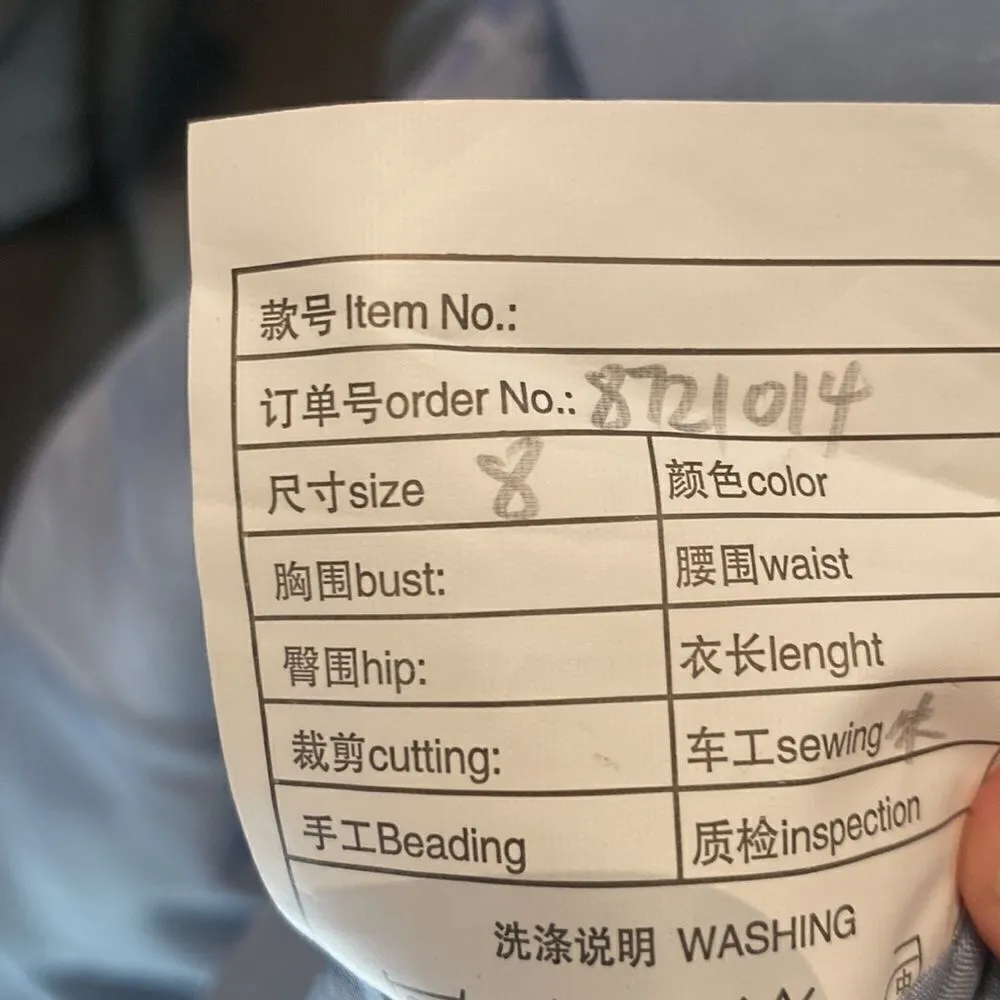 款号Item No.:
订单号order No.: 8721014
尺寸size 8 颜色color
胸围bust: 腰围waist
臀围hip: 衣长lenght
裁剪cutting: 车工sewing
手工Beading 质检inspection
洗涤说明 WASHING
中